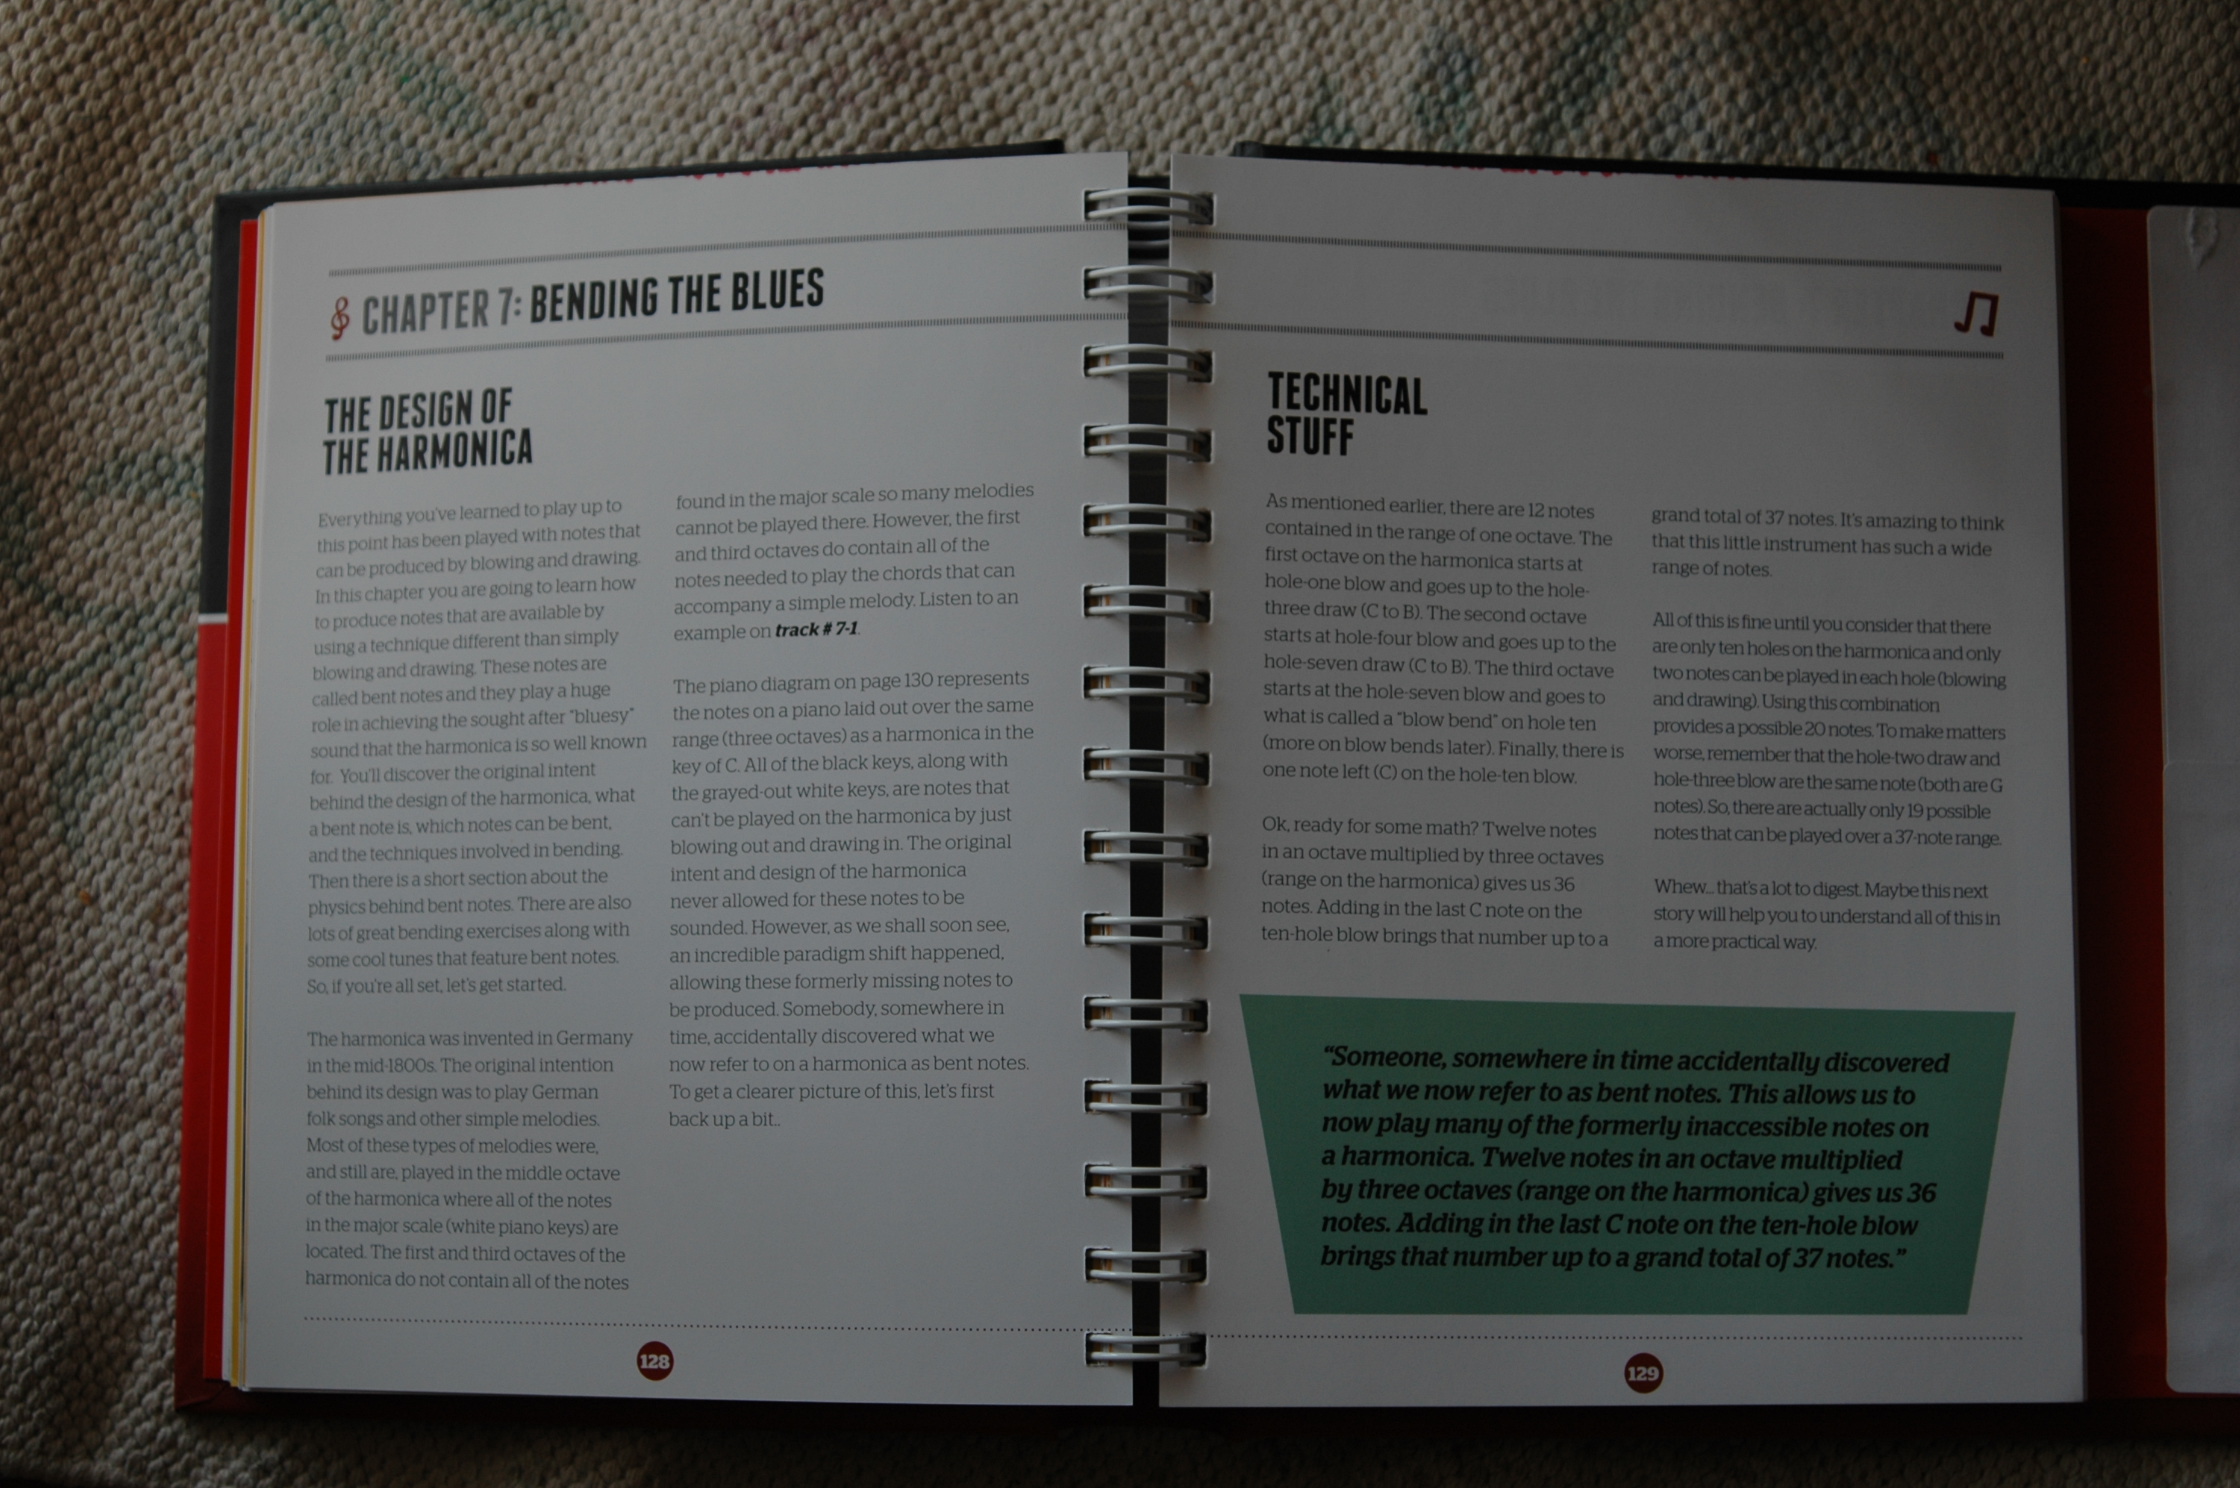 CHAPTER 7: BENDING THE BLUES
THE DESIGN OF
THE HARMONICA
Everything you've learned to play up to
this point has been played with notes that
can be produced by blowing and drawing.
In this chapter you are going to learn how
to produce notes that are available by
using a technique different than simply
blowing and drawing. These notes are
called bent notes and they play a huge
role in achieving the sought after "bluesy"
sound that the harmonica is so well known
for. You'll discover the original intent
behind the design of the harmonica, what
a bent note is, which notes can be bent,
and the techniques involved in bending.
Then there is a short section about the
physics behind bent notes. There are also
lots of great bending exercises along with
some cool tunes that feature bent notes.
So, if you're all set, let's get started.
The harmonica was invented in Germany
in the mid-1800s. The original intention
behind its design was to play German
folk songs and other simple melodies.
Most of these types of melodies were,
and still are, played in the middle octave
of the harmonica where all of the notes
in the major scale (white piano keys) are
located. The first and third octaves of the
harmonica do not contain all of the notes
found in the major scale so many melodies
cannot be played there. However, the first
and third octaves do contain all of the
notes needed to play the chords that can
accompany a simple melody. Listen to an
example on track # 7-1.
The piano diagram on page 130 represents
the notes on a piano laid out over the same
range (three octaves) as a harmonica in the
key of C. All of the black keys, along with
the grayed-out white keys, are notes that
can't be played on the harmonica by just
blowing out and drawing in. The original
intent and design of the harmonica
never allowed for these notes to be
sounded. However, as we shall soon see,
an incredible paradigm shift happened,
allowing these formerly missing notes to
be produced. Somebody, somewhere in
time, accidentally discovered what we
now refer to on a harmonica as bent notes.
To get a clearer picture of this, let's first
back up a bit..
128
TECHNICAL
STUFF
As mentioned earlier, there are 12 notes
contained in the range of one octave. The
first octave on the harmonica starts at
hole-one blow and goes up to the hole-
three draw (C to B). The second octave
starts at hole-four blow and goes up to the
hole-seven draw (C to B). The third octave
starts at the hole-seven blow and goes to
what is called a "blow bend" on hole ten
(more on blow bends later). Finally, there is
one note left (C) on the hole-ten blow.
Ok, ready for some math? Twelve notes
in an octave multiplied by three octaves
(range on the harmonica) gives us 36
notes. Adding in the last C note on the
ten-hole blow brings that number up to a
grand total of 37 notes. It's amazing to think
that this little instrument has such a wide
range of notes.
All of this is fine until you consider that there
are only ten holes on the harmonica and only
two notes can be played in each hole (blowing
and drawing). Using this combination
provides a possible 20 notes. To make matters
worse, remember that the hole-two draw and
hole-three blow are the same note (both are G
notes). So, there are actually only 19 possible
notes that can be played over a 37-note range.
Whew... that's a lot to digest. Maybe this next
story will help you to understand all of this in
a more practical way.
"Someone, somewhere in time accidentally discovered
what we now refer to as bent notes. This allows us to
now play many of the formerly inaccessible notes on
a harmonica. Twelve notes in an octave multiplied
by three octaves (range on the harmonica) gives us 36
notes. Adding in the last C note on the ten-hole blow
brings that number up to a grand total of 37 notes."
129